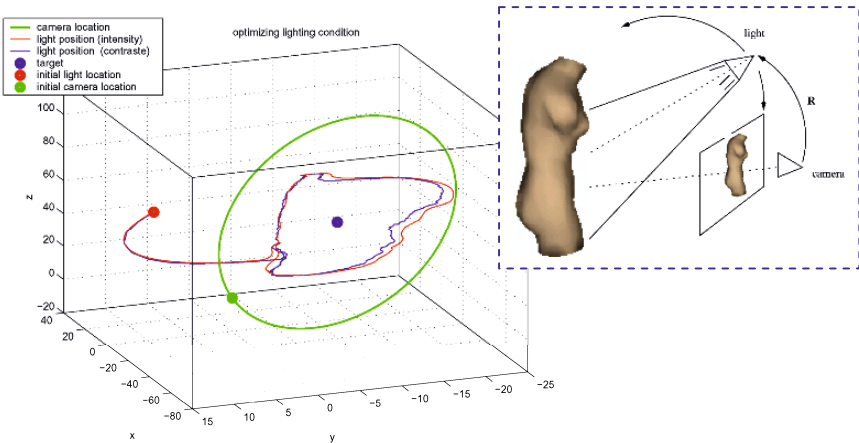 camera location
light position (intensity)
light position (contraste)
target
initial light location
initial camera location
optimizing lighting condition
light
R
camera
z
100
80
60
40
20
0
−20
40
20
0
−20
−40
−60
−80
x
15
10
5
0
−5
−10
−15
−20
−25
y